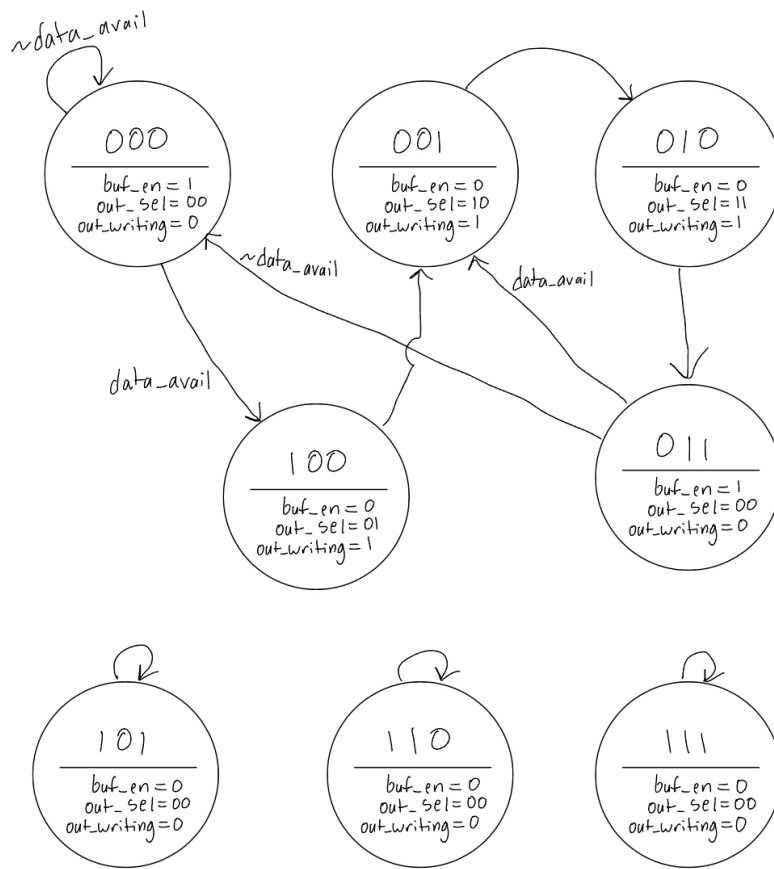 ~data_avail
000
buf_en = 1
out_sel=00
out_writing=0
001
buf_en = 0
out_sel=10
out_writing=1
010
buf_en = 0
out_sel=11
out_writing=1
~data_avail
data_avail
data_avail
100
buf_en = 0
out_sel=01
out_writing=1
011
buf_en = 1
out_sel=00
out_writing=0
101
buf_en=0
out_sel=00
out_writing=0
110
buf_en=0
out_sel=00
out_writing=0
111
buf_en=0
out_sel=00
out_writing=0